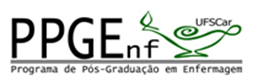 PPGEnf
UFSCar
Programa de Pós-Graduação em Enfermagem